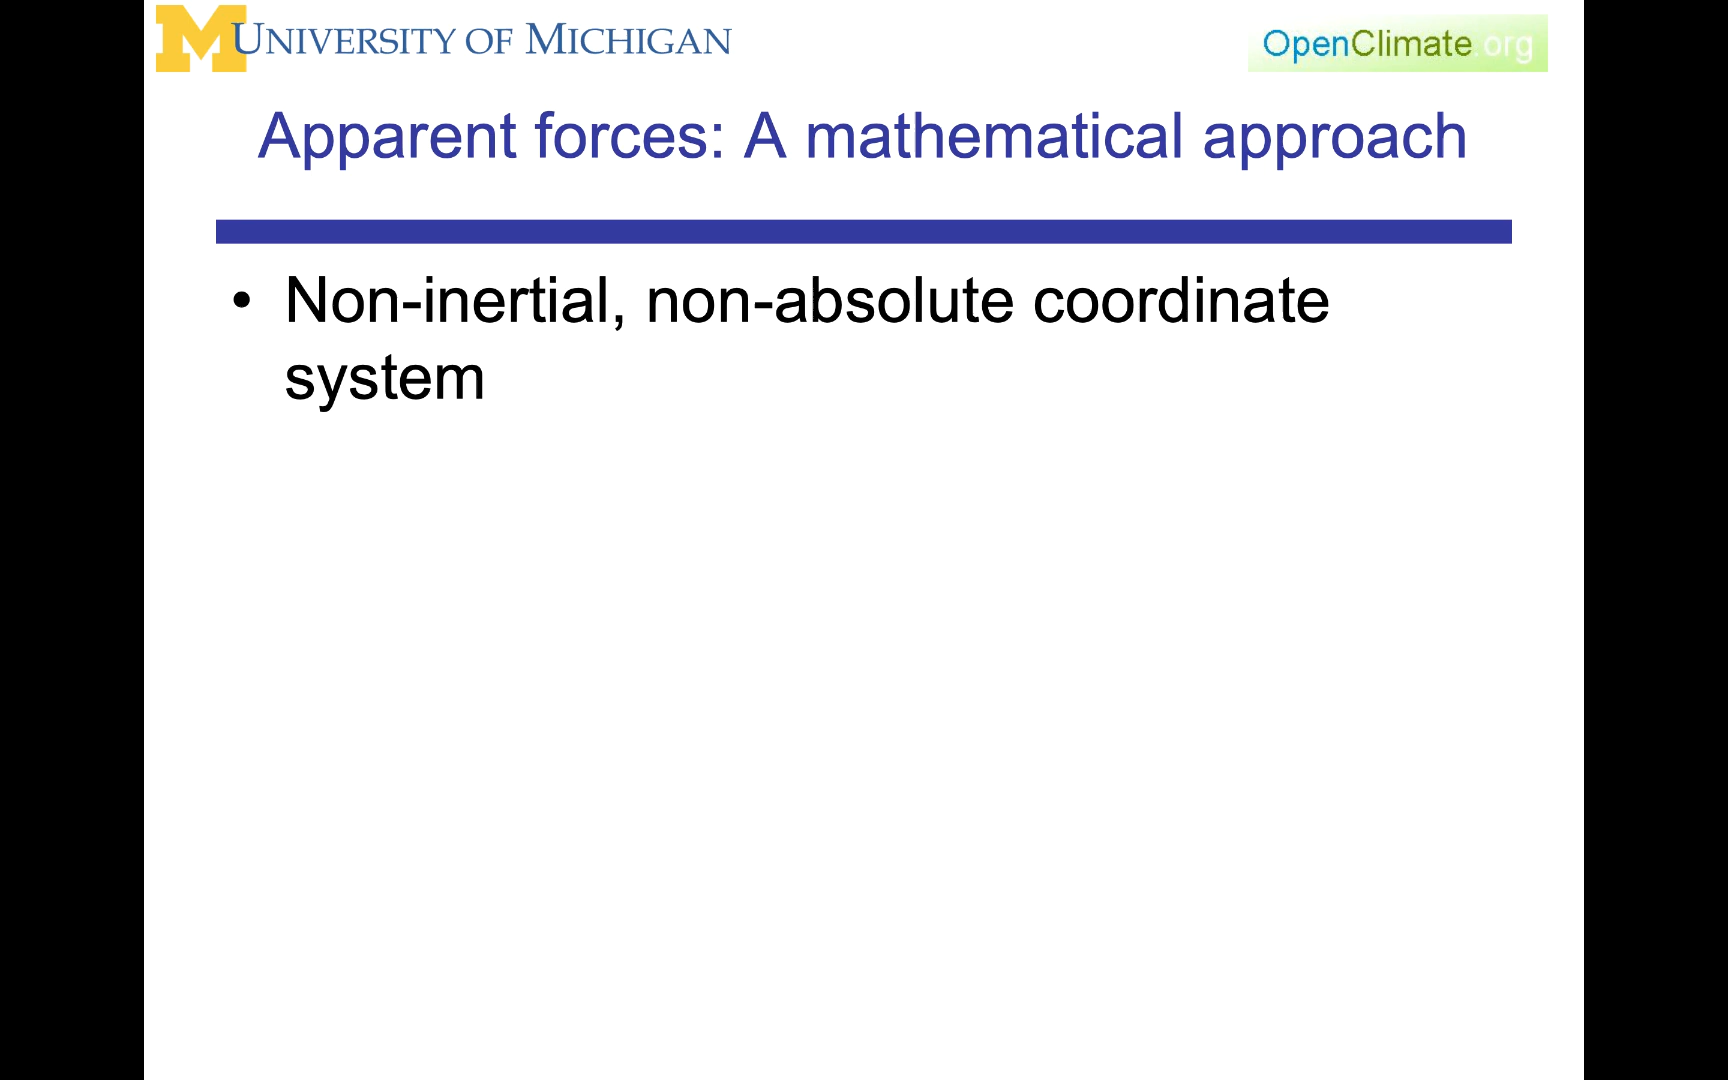 M UNIVERSITY OF MICHIGAN
OpenClimate.org
Apparent forces: A mathematical approach
• Non-inertial, non-absolute coordinate
system